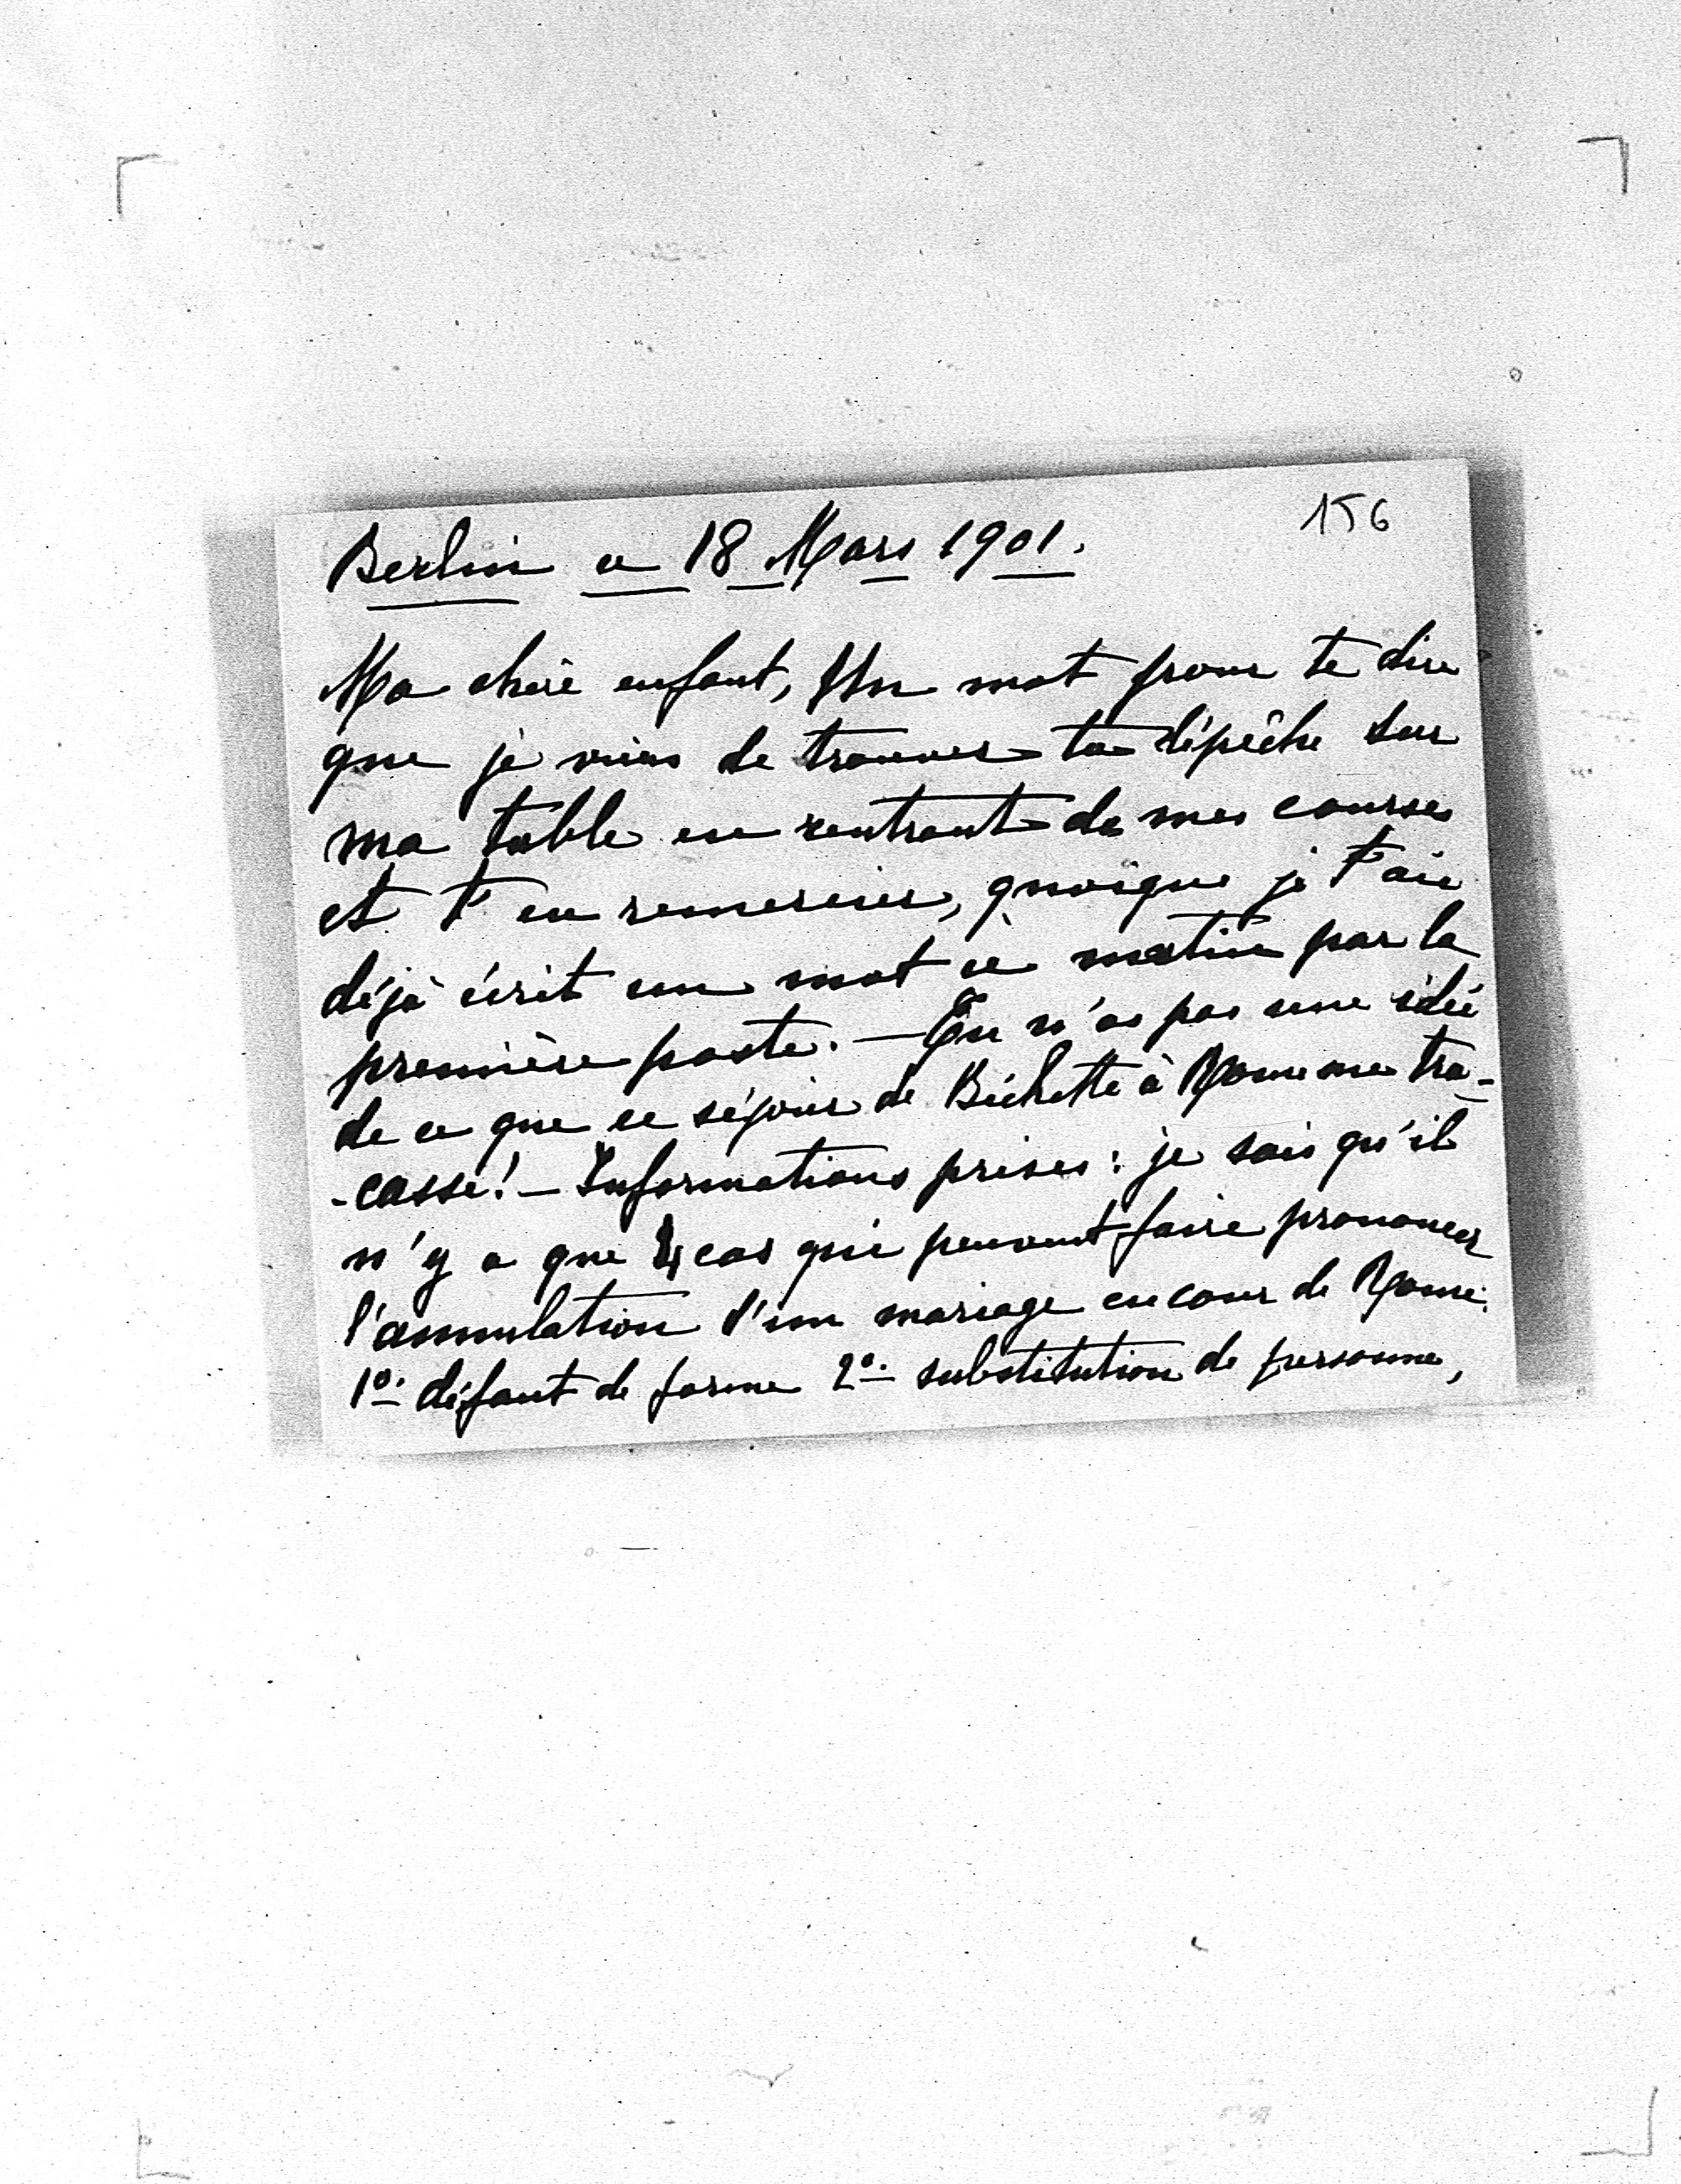 156
Berlin ce 18 Mars 1901.
Ma chère enfant, Un mot pour te dire
que je viens de trouver ta dépêche sur
ma table en rentrant de mes courses
et t'en remercier, quoique je t'aie
déjà écrit un mot ce matin par la
première poste. — Tu n'as pas une idée
de ce que ce séjour de Bichette à Rome me tra-
-casse! — Informations prises: je sais qu'il
n'y a que 4 cas qui peuvent faire prononcer
l'annulation d'un mariage en cour de Rome:
1º: défaut de forme 2º: substitution de personne,